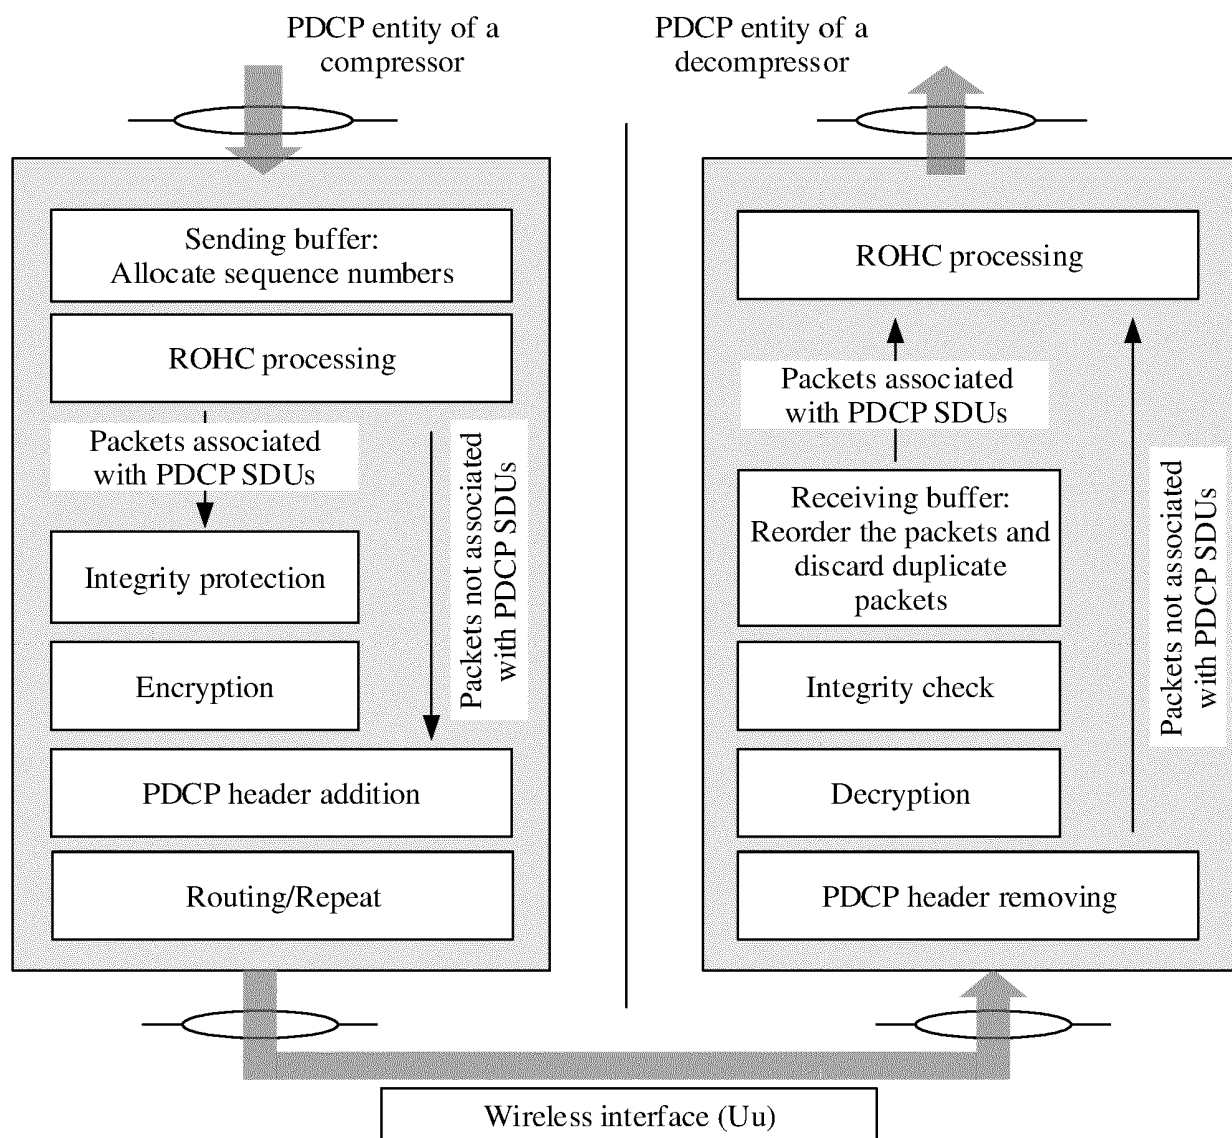 PDCP entity of a
compressor
Sending buffer:
Allocate sequence numbers
ROHC processing
Packets associated
with PDCP SDUs
Packets not associated
with PDCP SDUs
Integrity protection
Encryption
PDCP header addition
Routing/Repeat
PDCP entity of a
decompressor
ROHC processing
Packets associated
with PDCP SDUs
Packets not associated
with PDCP SDUs
Receiving buffer:
Reorder the packets and
discard duplicate
packets
Integrity check
Decryption
PDCP header removing
Wireless interface (Uu)